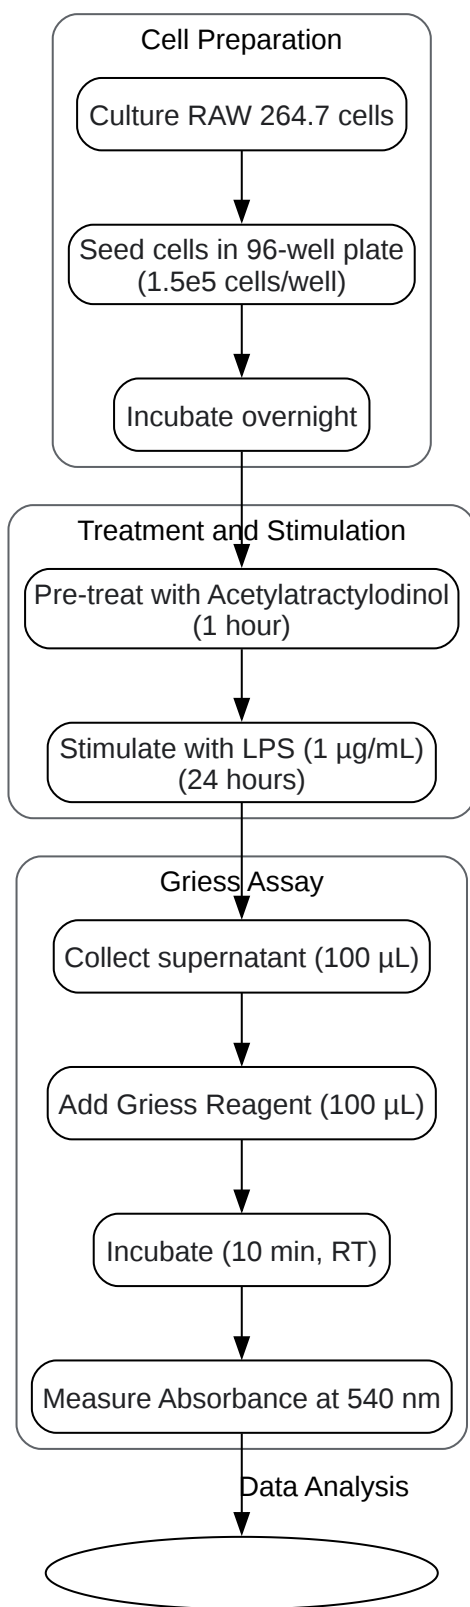 Cell Preparation
Culture RAW 264.7 cells
Seed cells in 96-well plate
(1.5e5 cells/well)
Incubate overnight
Treatment and Stimulation
Pre-treat with Acetylatractylodinol
(1 hour)
Stimulate with LPS (1 µg/mL)
(24 hours)
Griess Assay
Collect supernatant (100 µL)
Add Griess Reagent (100 µL)
Incubate (10 min, RT)
Measure Absorbance at 540 nm
Data Analysis